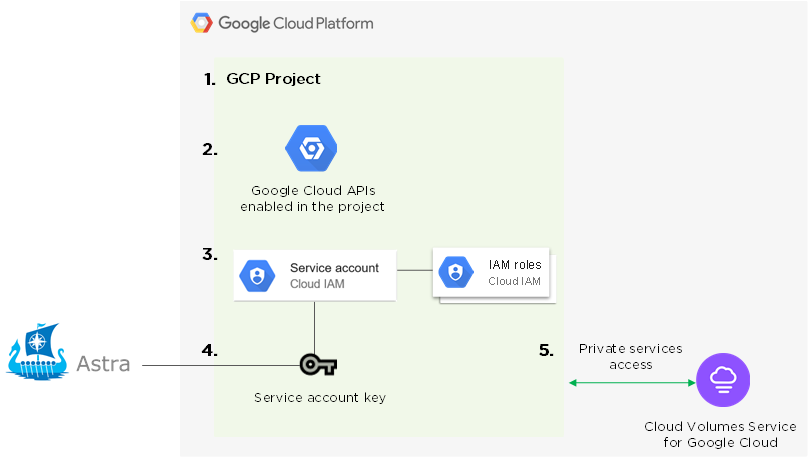 Google Cloud Platform
1. GCP Project
2.
Google Cloud APIs
enabled in the project
3.
Service account
Cloud IAM
IAM roles
Cloud IAM
4.
Astra
Service account key
5.
Private services
access
Cloud Volumes Service
for Google Cloud